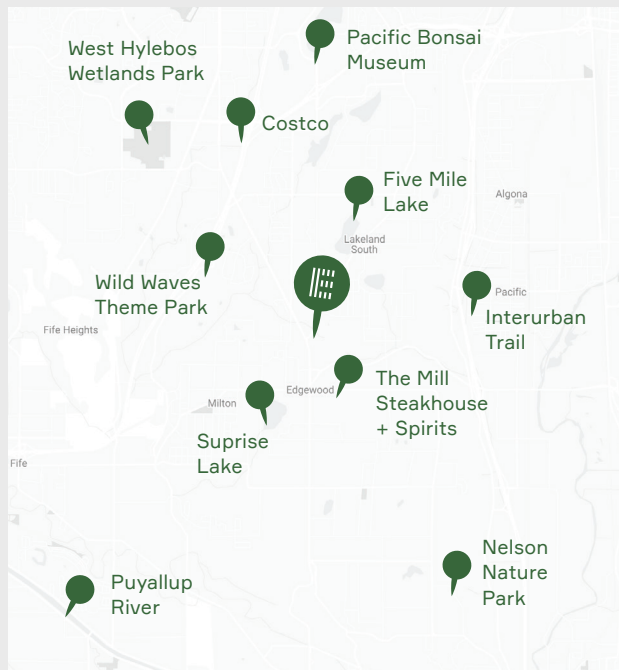 Pacific Bonsai
Museum
West Hylebos
Wetlands Park
Costco
Five Mile
Lake
Algona
Lakeland
South
Wild Waves
Theme Park
Pacific
Interurban
Trail
Fife Heights
The Mill
Steakhouse
+ Spirits
Edgewood
Milton
Suprise
Lake
Fife
Nelson
Nature
Park
Puyallup
River